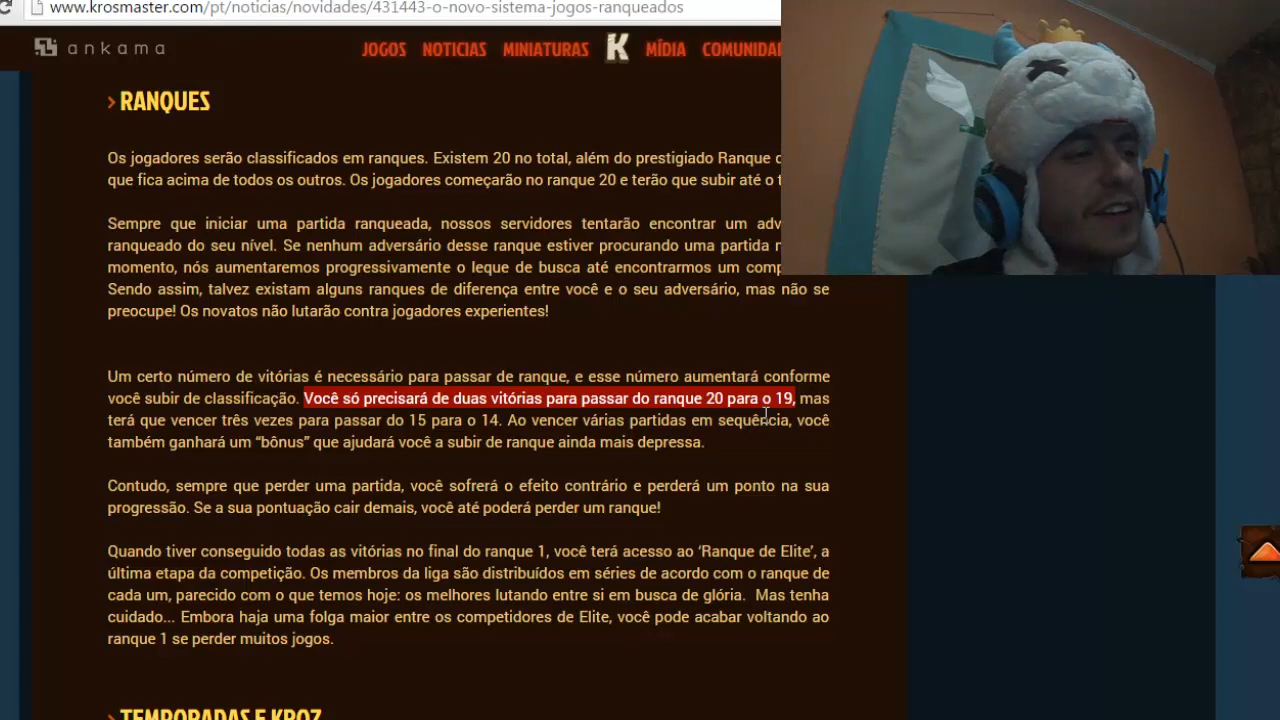 www.krosmaster.com/pt/noticias/novidades/431443-o-novo-sistema-jogos-ranqueados
ankama JOGOS NOTICIAS MINIATURAS K MÍDIA
> RANQUES
Os jogadores serão classificados em ranques. Existem 20 no total, além do prestigiado Ranque
que fica acima de todos os outros. Os jogadores começarão no ranque 20 e terão que subir até o
Sempre que iniciar uma partida ranqueada, nossos servidores tentarão encontrar um
ranqueado do seu nível. Se nenhum adversário desse ranque estiver procurando uma partida
momento, nós aumentaremos progressivamente o leque de busca até encontrarmos um
Sendo assim, talvez existam alguns ranques de diferença entre você e o seu adversário, mas não se
preocupe! Os novatos não lutarão contra jogadores experientes!
Um certo número de vitórias é necessário para passar de ranque, e esse número aumentará conforme
você subir de classificação. Você só precisará de duas vitórias para passar do ranque 20 para o 19, mas
terá que vencer três vezes para passar do 15 para o 14. Ao vencer várias partidas em sequência, você
também ganhará um “bônus” que ajudará você a subir de ranque ainda mais depressa.
Contudo, sempre que perder uma partida, você sofrerá o efeito contrário e perderá um ponto na sua
progressão. Se a sua pontuação cair demais, você até poderá perder um ranque!
Quando tiver conseguido todas as vitórias no final do ranque 1, você terá acesso ao ‘Ranque de Elite’, a
última etapa da competição. Os membros da liga são distribuídos em séries de acordo com o ranque de
cada um, parecido com o que temos hoje: os melhores lutando entre si em busca de glória. Mas tenha
cuidado... Embora haja uma folga maior entre os competidores de Elite, você pode acabar voltando ao
ranque 1 se perder muitos jogos.
> TEMPORADAS E KROZ